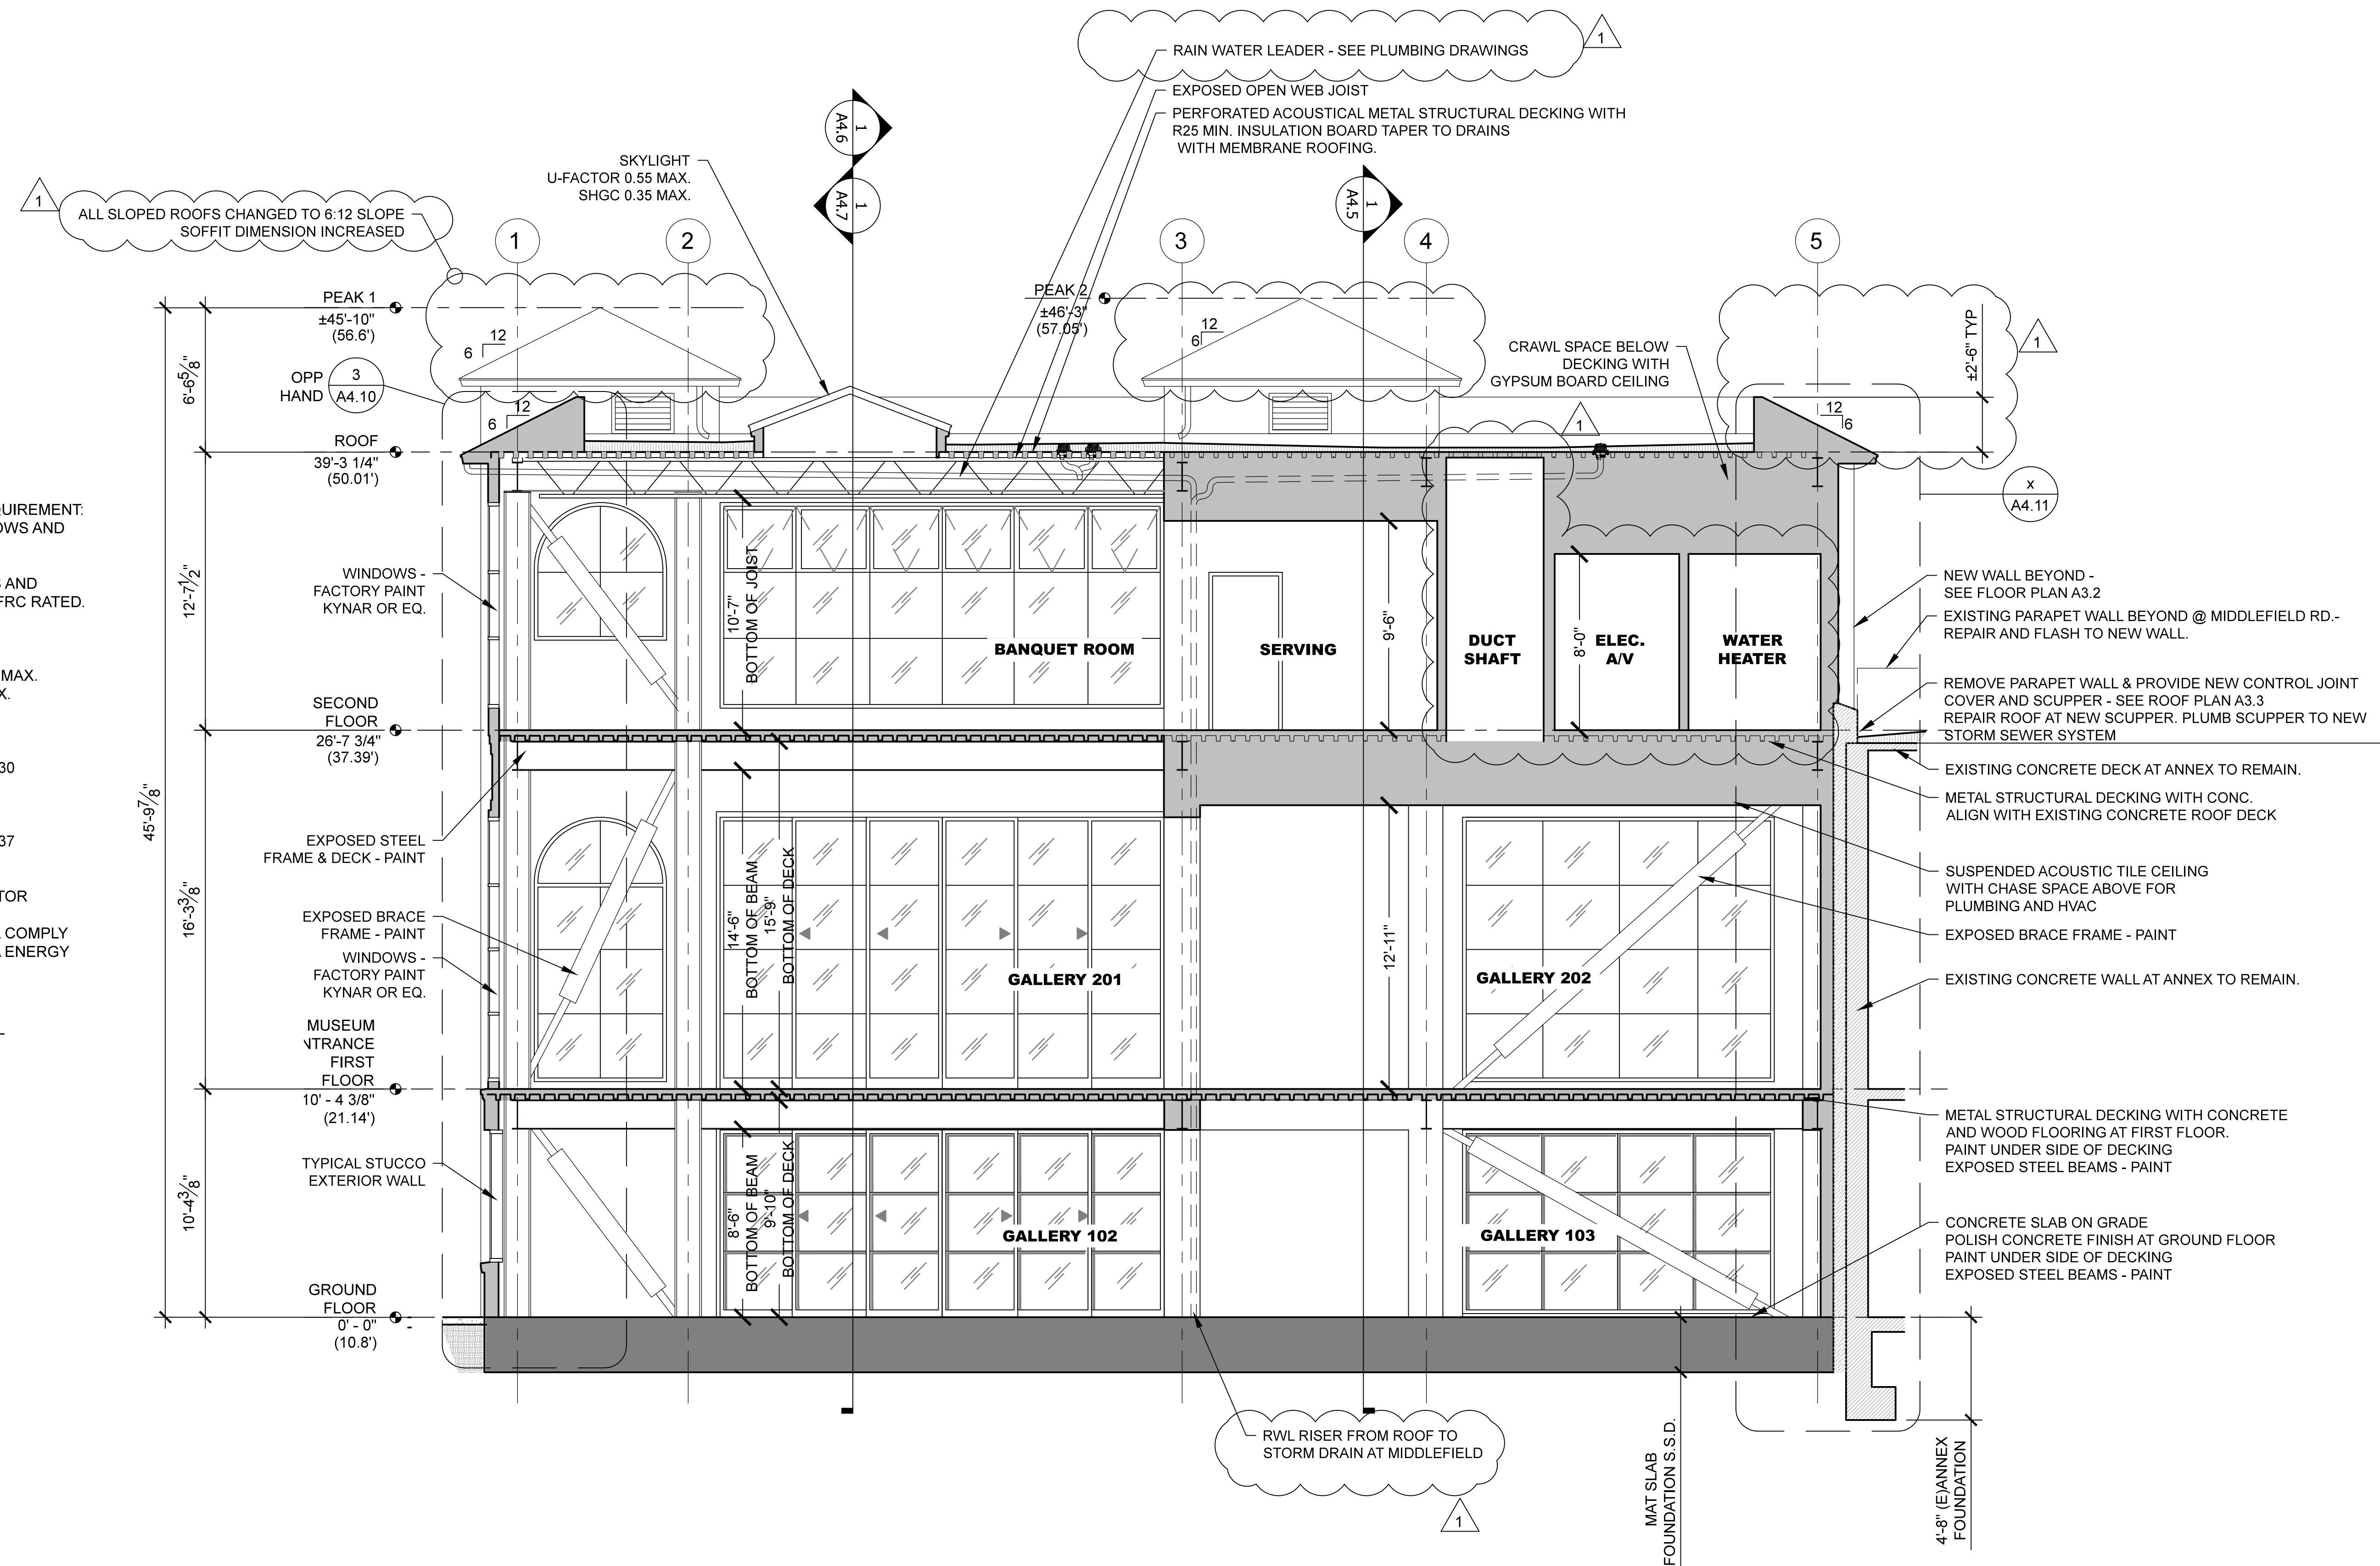 RAIN WATER LEADER - SEE PLUMBING DRAWINGS
1
EXPOSED OPEN WEB JOIST
PERFORATED ACOUSTICAL METAL STRUCTURAL DECKING WITH
R25 MIN. INSULATION BOARD TAPER TO DRAINS
WITH MEMBRANE ROOFING.
1
A4.6
1
A4.7
1
A4.5
SKYLIGHT
U-FACTOR 0.55 MAX.
SHGC 0.35 MAX.
1
ALL SLOPED ROOFS CHANGED TO 6:12 SLOPE
SOFFIT DIMENSION INCREASED
1
2
3
4
5
PEAK 1
±45'-10"
(56.6')
PEAK 2
±46'-3"
(57.05')
12
6
12
6
12
6
12
6
±2'-6" TYP
1
OPP
HAND
3
A4.10
CRAWL SPACE BELOW
DECKING WITH
GYPSUM BOARD CEILING
1
ROOF
39'-3 1/4"
(50.01')
x
A4.11
6'-6 5/8"
12'-7 1/2"
16'-3 3/8"
10'-4 3/8"
45'-9 7/8"
QUIREMENT:
OWS AND
AND
FRC RATED.
MAX.
X.
30
37
TOR
COMPLY
ENERGY
WINDOWS -
FACTORY PAINT
KYNAR OR EQ.
10'-7"
BOTTOM OF JOIST
BANQUET ROOM
SERVING
9'-6"
DUCT
SHAFT
8'-0"
ELEC.
A/V
WATER
HEATER
NEW WALL BEYOND -
SEE FLOOR PLAN A3.2
EXISTING PARAPET WALL BEYOND @ MIDDLEFIELD RD.-
REPAIR AND FLASH TO NEW WALL.
REMOVE PARAPET WALL & PROVIDE NEW CONTROL JOINT
COVER AND SCUPPER - SEE ROOF PLAN A3.3
REPAIR ROOF AT NEW SCUPPER. PLUMB SCUPPER TO NEW
STORM SEWER SYSTEM
SECOND
FLOOR
26'-7 3/4"
(37.39')
EXISTING CONCRETE DECK AT ANNEX TO REMAIN.
METAL STRUCTURAL DECKING WITH CONC.
ALIGN WITH EXISTING CONCRETE ROOF DECK
EXPOSED STEEL
FRAME & DECK - PAINT
SUSPENDED ACOUSTIC TILE CEILING
WITH CHASE SPACE ABOVE FOR
PLUMBING AND HVAC
EXPOSED BRACE
FRAME - PAINT
14'-6"
BOTTOM OF BEAM
15'-9"
BOTTOM OF DECK
12'-11"
EXPOSED BRACE FRAME - PAINT
WINDOWS -
FACTORY PAINT
KYNAR OR EQ.
GALLERY 201
GALLERY 202
EXISTING CONCRETE WALL AT ANNEX TO REMAIN.
MUSEUM
NTRANCE
FIRST
FLOOR
10' - 4 3/8"
(21.14')
METAL STRUCTURAL DECKING WITH CONCRETE
AND WOOD FLOORING AT FIRST FLOOR.
PAINT UNDER SIDE OF DECKING
EXPOSED STEEL BEAMS - PAINT
TYPICAL STUCCO
EXTERIOR WALL
8'-6"
BOTTOM OF BEAM
9'-10"
BOTTOM OF DECK
GALLERY 102
GALLERY 103
CONCRETE SLAB ON GRADE
POLISH CONCRETE FINISH AT GROUND FLOOR
PAINT UNDER SIDE OF DECKING
EXPOSED STEEL BEAMS - PAINT
GROUND
FLOOR
0' - 0"
(10.8')
RWL RISER FROM ROOF TO
STORM DRAIN AT MIDDLEFIELD
1
MAT SLAB
FOUNDATION S.S.D.
4'-8" (E)ANNEX
FOUNDATION